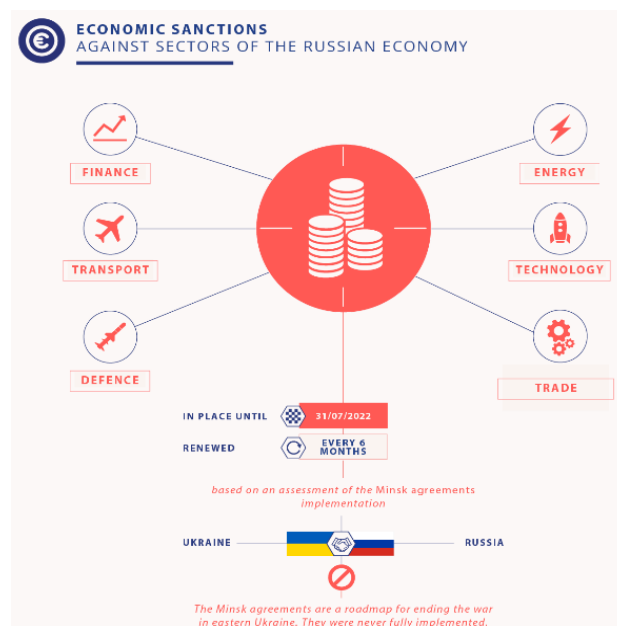 ECONOMIC SANCTIONS
AGAINST SECTORS OF THE RUSSIAN ECONOMY
FINANCE
ENERGY
TRANSPORT
TECHNOLOGY
DEFENCE
TRADE
IN PLACE UNTIL 31/07/2022
RENEWED EVERY 6
MONTHS
based on an assessment of the Minsk agreements
implementation
UKRAINE RUSSIA
The Minsk agreements are a roadmap for ending the war
in eastern Ukraine. They were never fully implemented.